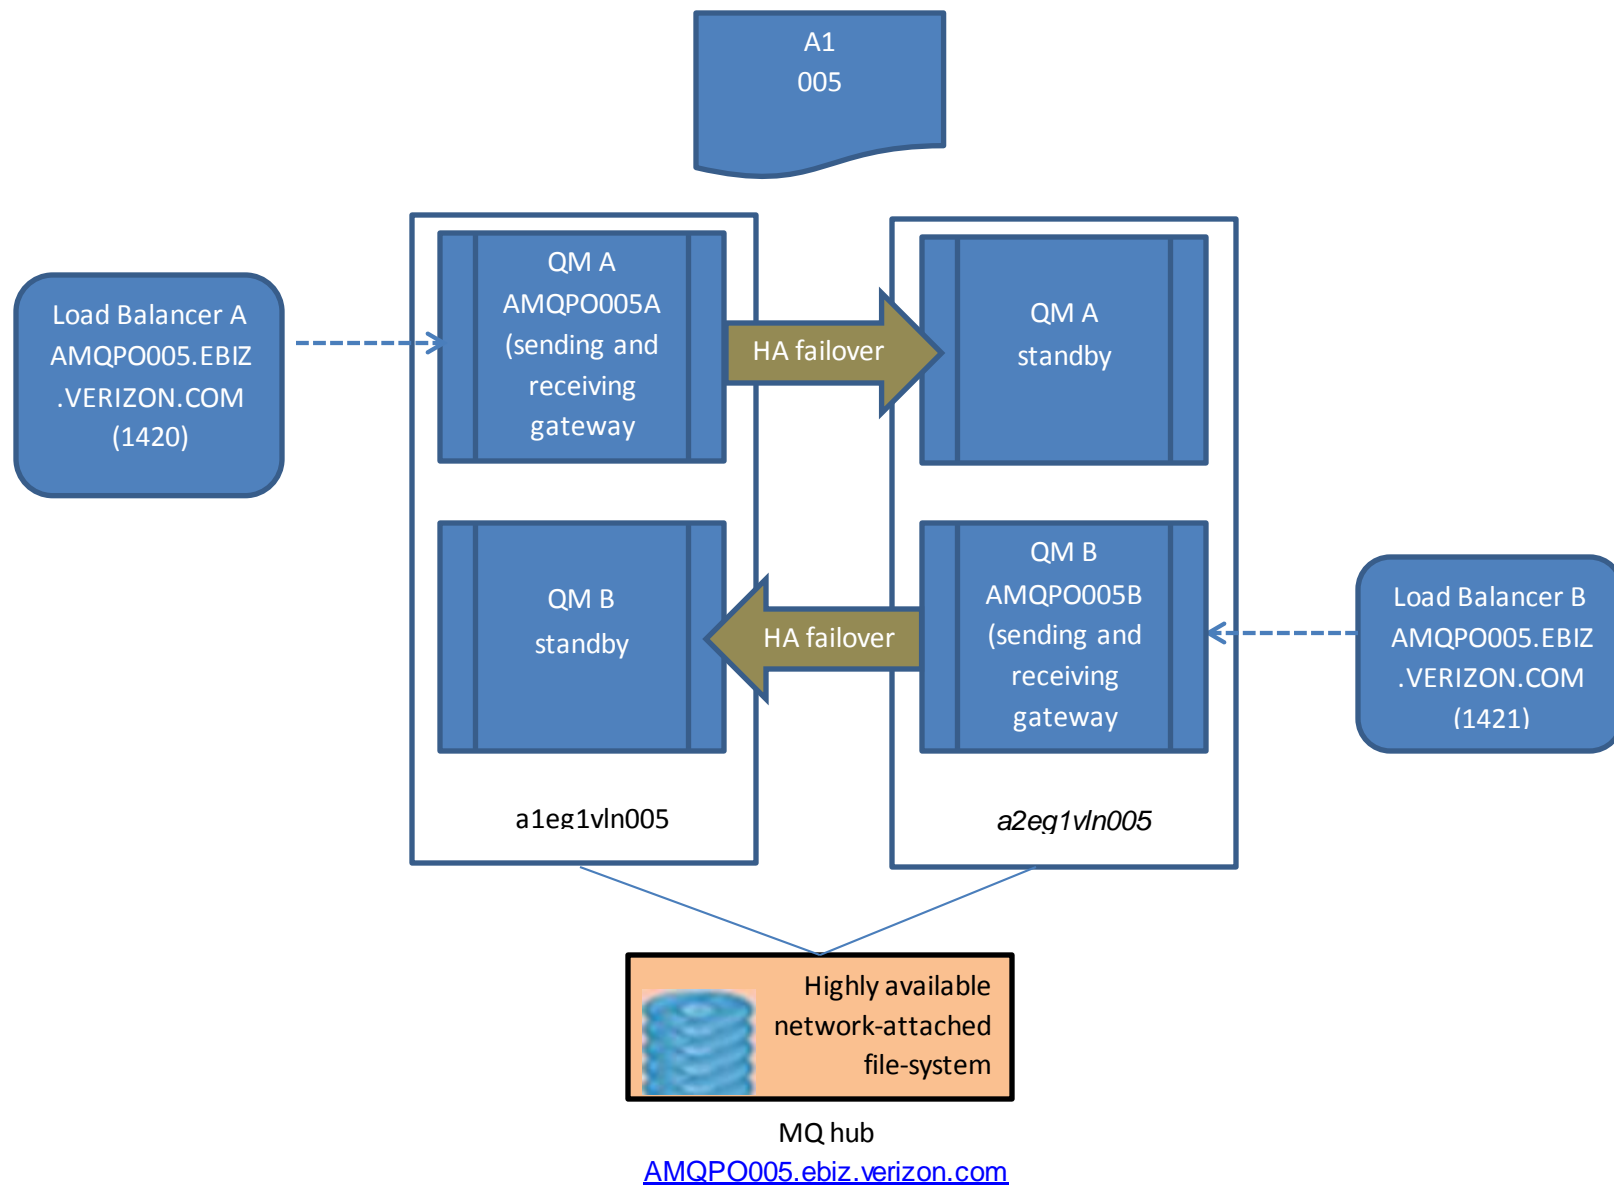 A1
005
Load Balancer A
AMQPO005.EBIZ
.VERIZON.COM
(1420)
QM A
AMQPO005A
(sending and
receiving
gateway
HA failover
QM A
standby
QM B
standby
HA failover
QM B
AMQPO005B
(sending and
receiving
gateway
Load Balancer B
AMQPO005.EBIZ
.VERIZON.COM
(1421)
a1eg1vln005
a2eg1vln005
Highly available
network-attached
file-system
MQ hub
AMQPO005.ebiz.verizon.com